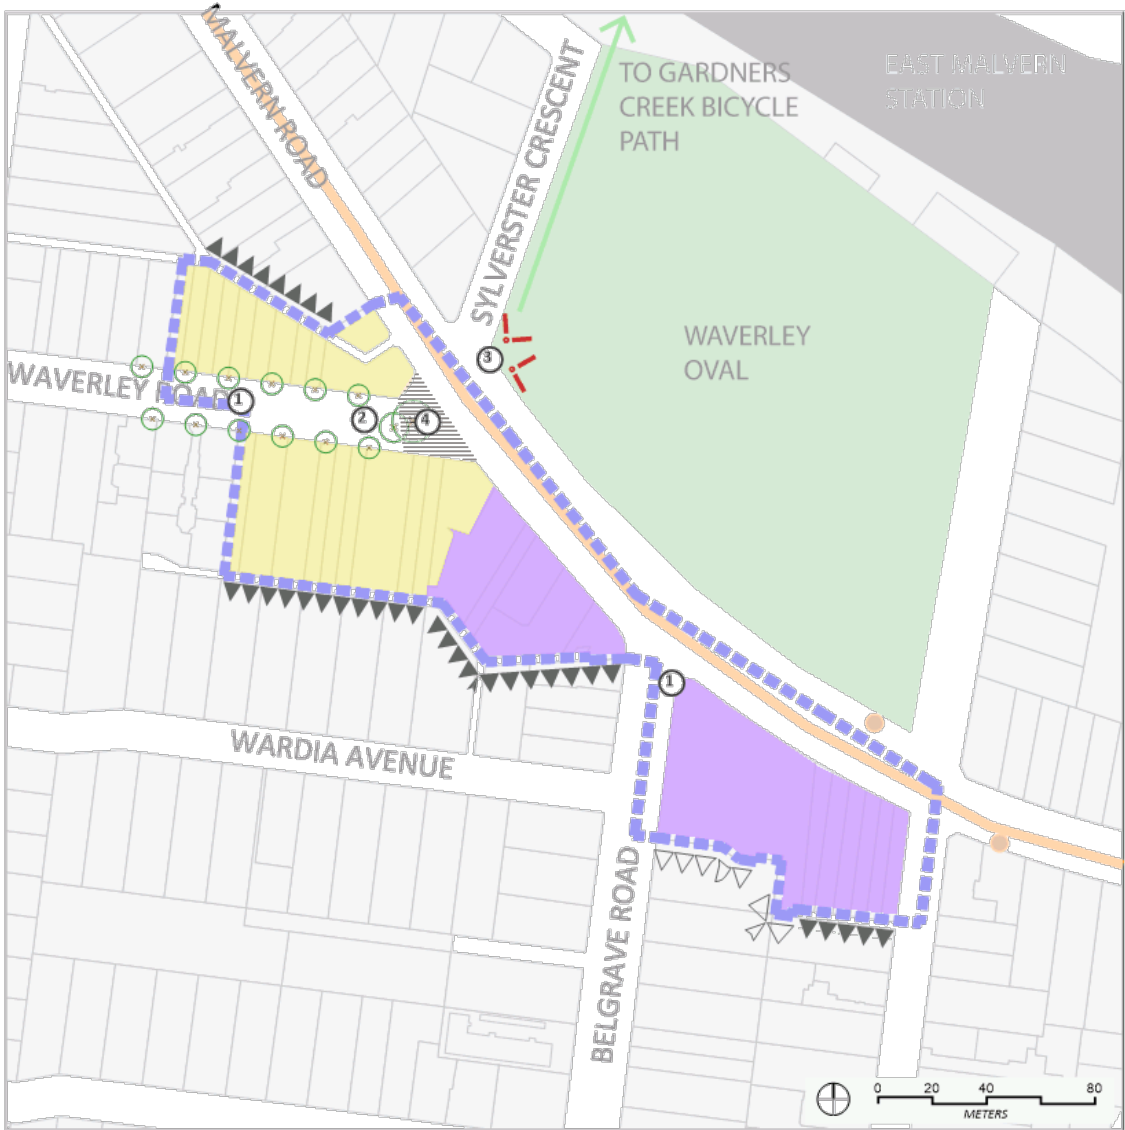 MALVERN ROAD
SYLVERSTER CRESCENT
TO GARDNERS
CREEK BICYCLE
PATH
EAST MALVERN
STATION
WAVERLEY
OVAL
WAVERLEY ROAD
1
2
3
4
1
WARDIA AVENUE
BELGRAVE ROAD
0 20 40 80
METERS